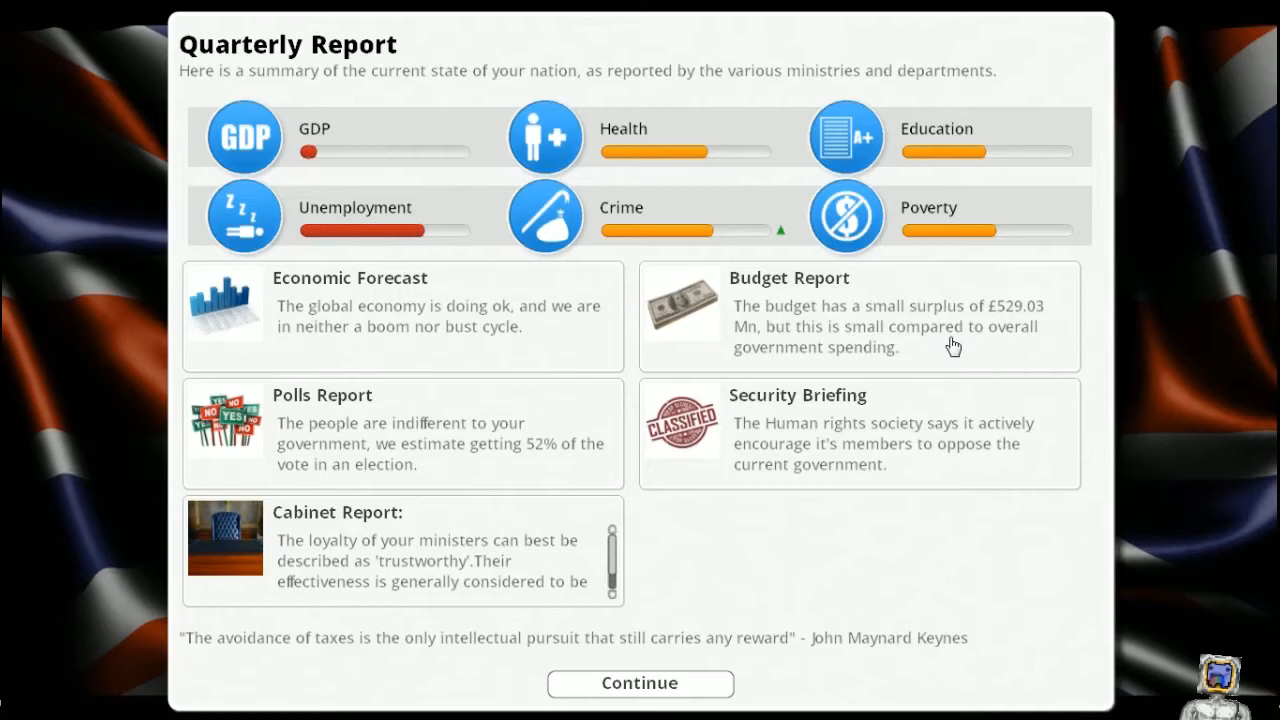 Quarterly Report
Here is a summary of the current state of your nation, as reported by the various ministries and departments.
GDP
GDP
Health
A+
Education
Z Z Z
Unemployment
Crime
$
Poverty
Economic Forecast
The global economy is doing ok, and we are
in neither a boom nor bust cycle.
Budget Report
The budget has a small surplus of £529.03
Mn, but this is small compared to overall
government spending.
YES
NO
YES
NO
YES
NO
Polls Report
The people are indifferent to your
government, we estimate getting 52% of the
vote in an election.
CLASSIFIED
Security Briefing
The Human rights society says it actively
encourage it's members to oppose the
current government.
Cabinet Report:
The loyalty of your ministers can best be
described as 'trustworthy'.Their
effectiveness is generally considered to be
"The avoidance of taxes is the only intellectual pursuit that still carries any reward" - John Maynard Keynes
Continue